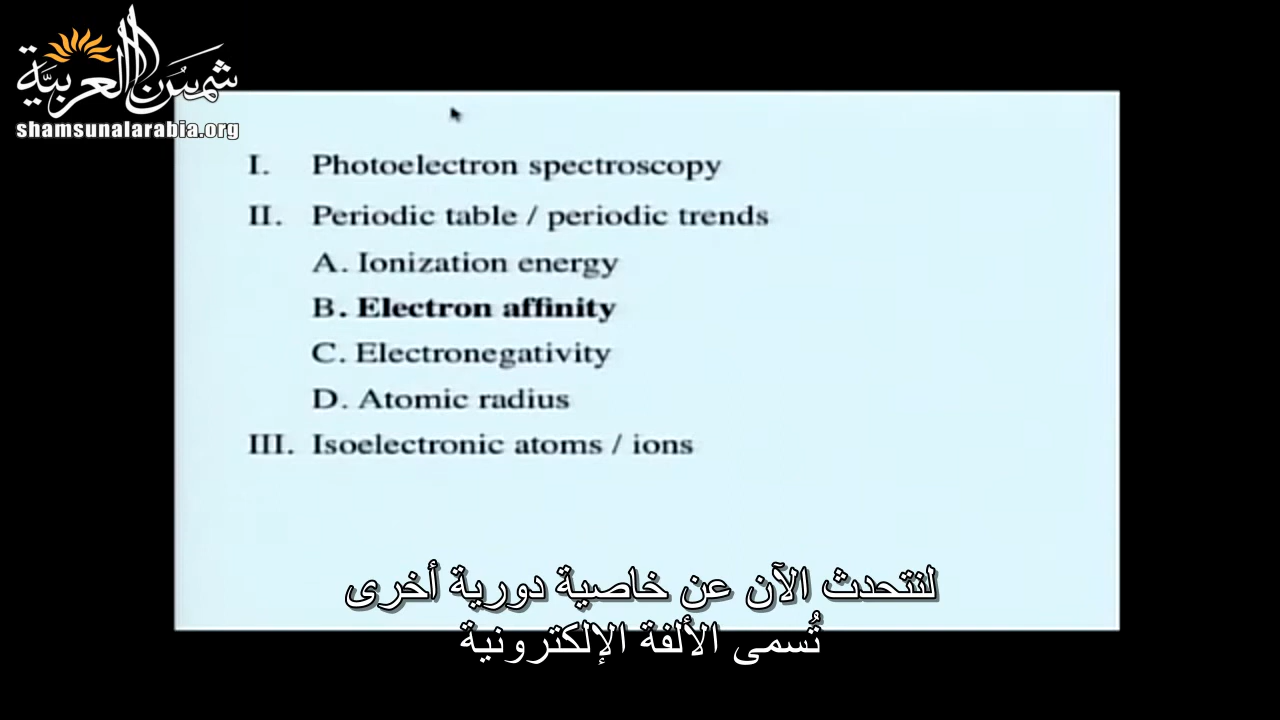 شمس العربية
shamsunalarabia.org
I. Photoelectron spectroscopy
II. Periodic table / periodic trends
A. Ionization energy
B. Electron affinity
C. Electronegativity
D. Atomic radius
III. Isoelectronic atoms / ions
لنتحدث الآن عن خاصية دورية أخرى
تُسمى الألفة الإلكترونية